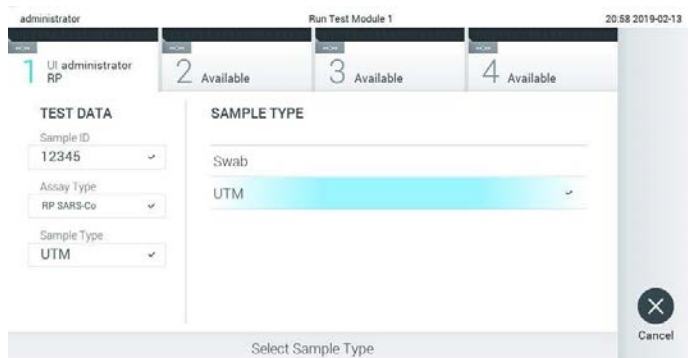 administrator Run Test Module 1 20:58 2019-02-13
1 UI administrator 2 Available 3 Available 4 Available
RP
TEST DATA SAMPLE TYPE
Sample ID
12345
Swab
Assay Type UTM
RP SARS-Co
Sample Type
UTM
Cancel
Select Sample Type